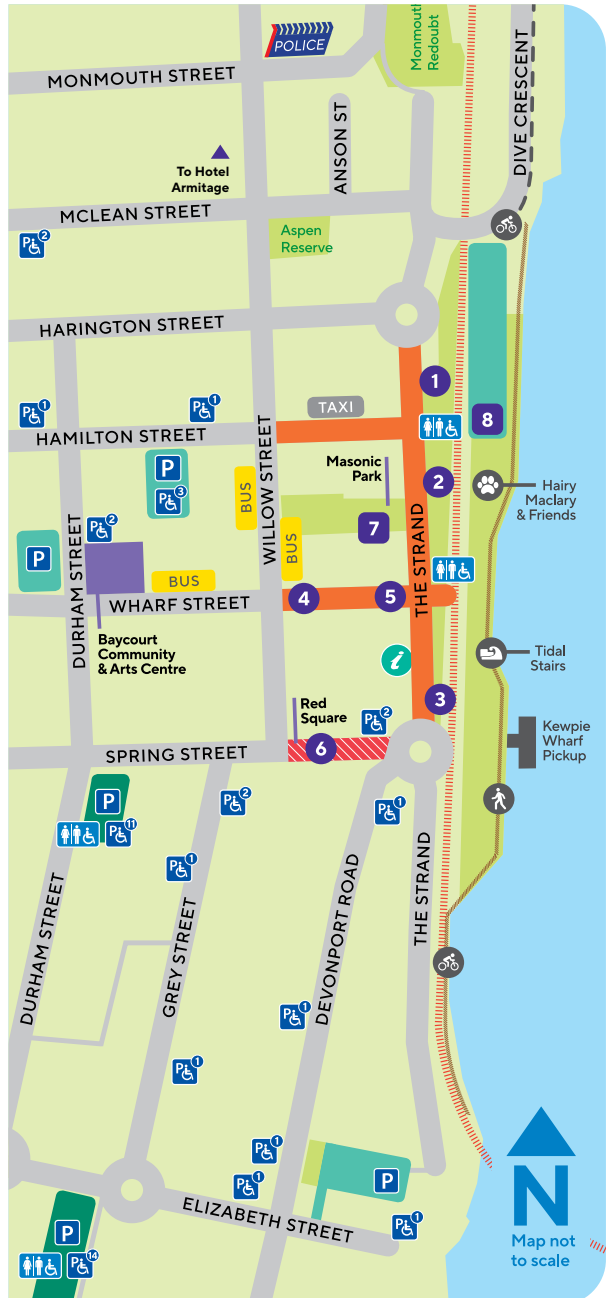 Monmouth
Redoubt
POLICE
MONMOUTH STREET
DIVE CRESCENT
ANSON ST
To Hotel
Armitage
MCLEAN STREET
P 2
Aspen
Reserve
HARINGTON STREET
1
P 1
P 1
TAXI
HAMILTON STREET
8
P
P 3
WILLOW STREET
BUS
Masonic
Park
2
Hairy
Maclary
& Friends
THE STRAND
7
P 2
P
BUS
DURHAM STREET
BUS
WHARF STREET
4
5
Baycourt
Community
& Arts Centre
i
Tidal
Stairs
Red
Square
3
P 2
Kewpie
Wharf
Pickup
SPRING STREET
6
P
P 11
P 2
P 1
P 1
DURHAM STREET
GREY STREET
DEVONPORT ROAD
THE STRAND
P 1
P 1
P 1
P 1
P
ELIZABETH STREET
P 1
P
P 14
N
Map not
to scale